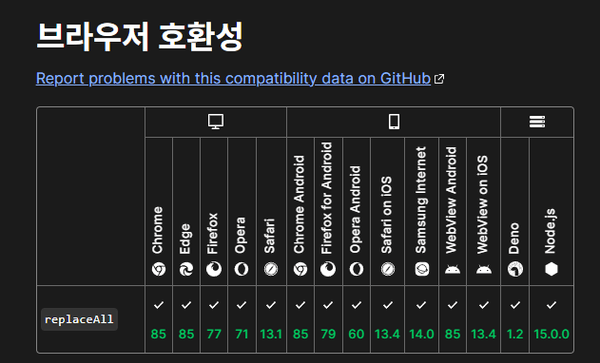 브라우저 호환성
Report problems with this compatibility data on GitHub
Chrome
Edge
Firefox
Opera
Safari
Chrome Android
Firefox for Android
Opera Android
Safari on iOS
Samsung Internet
WebView Android
WebView on iOS
Deno
Node.js
replaceAll
85 85 77 71 13.1 85 79 60 13.4 14.0 85 13.4 1.2 15.0.0